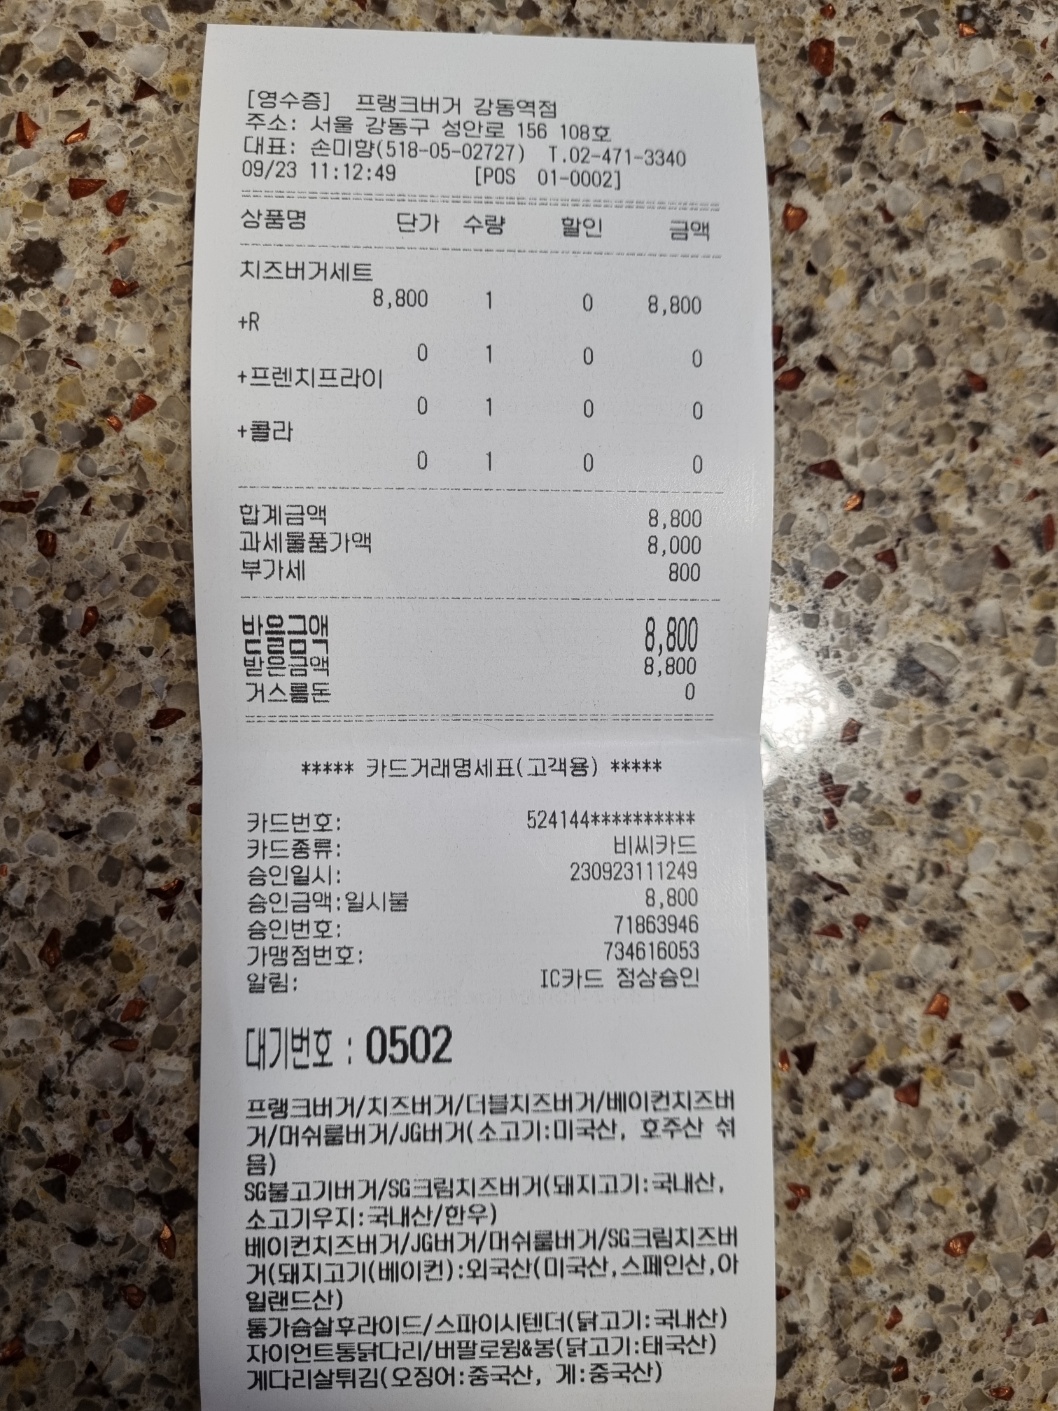 [영수증] 프랭크버거 강동역점
주소: 서울 강동구 성안로 156 108호
대표: 손미향(518-05-02727) T.02-471-3340
09/23 11:12:49 [POS 01-0002]
상품명 단가 수량 할인 금액
치즈버거세트
8,800 1 0 8,800
+R
0 1 0 0
+프렌치프라이
0 1 0 0
+콜라
0 1 0 0
합계금액 8,800
과세물품가액 8,000
부가세 800
받을금액 8,800
받은금액 8,800
거스름돈 0
***** 카드거래명세표(고객용) *****
카드번호: 524144**********
카드종류: 비씨카드
승인일시: 230923111249
승인금액:일시불 8,800
승인번호: 71863946
가맹점번호: 734616053
알림: IC카드 정상승인
대기번호 : 0502
프랭크버거/치즈버거/더블치즈버거/베이컨치즈버
거/머쉬룸버거/JG버거(소고기:미국산, 호주산 섞
음)
SG불고기버거/SG크림치즈버거(돼지고기:국내산,
소고기우지:국내산/한우)
베이컨치즈버거/JG버거/머쉬룸버거/SG크림치즈버
거(돼지고기(베이컨):외국산(미국산,스페인산,아
일랜드산)
통가슴살후라이드/스파이시텐더(닭고기:국내산)
자이언트통닭다리/버팔로윙&봉(닭고기:태국산)
게다리살튀김(오징어:중국산, 게:중국산)